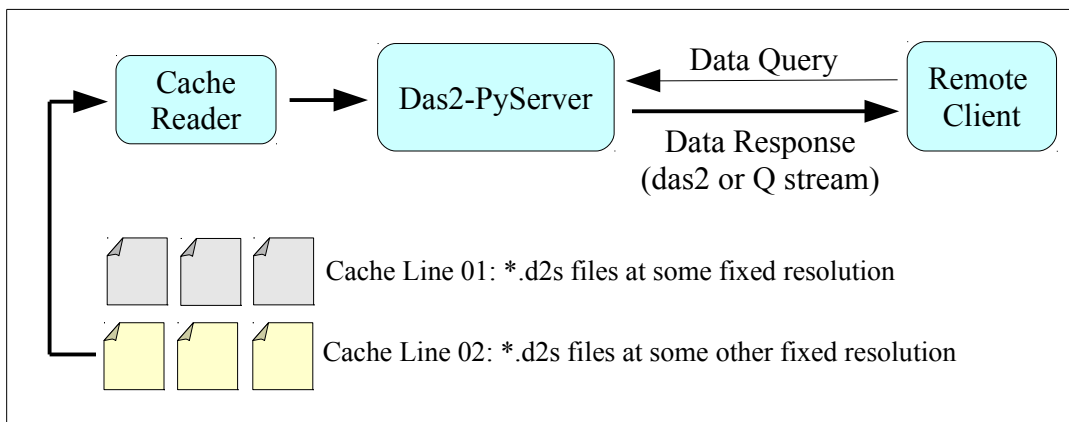 Cache
Reader
Das2-PyServer
Data Query
Remote
Client
Data Response
(das2 or Q stream)
Cache Line 01: *.d2s files at some fixed resolution
Cache Line 02: *.d2s files at some other fixed resolution